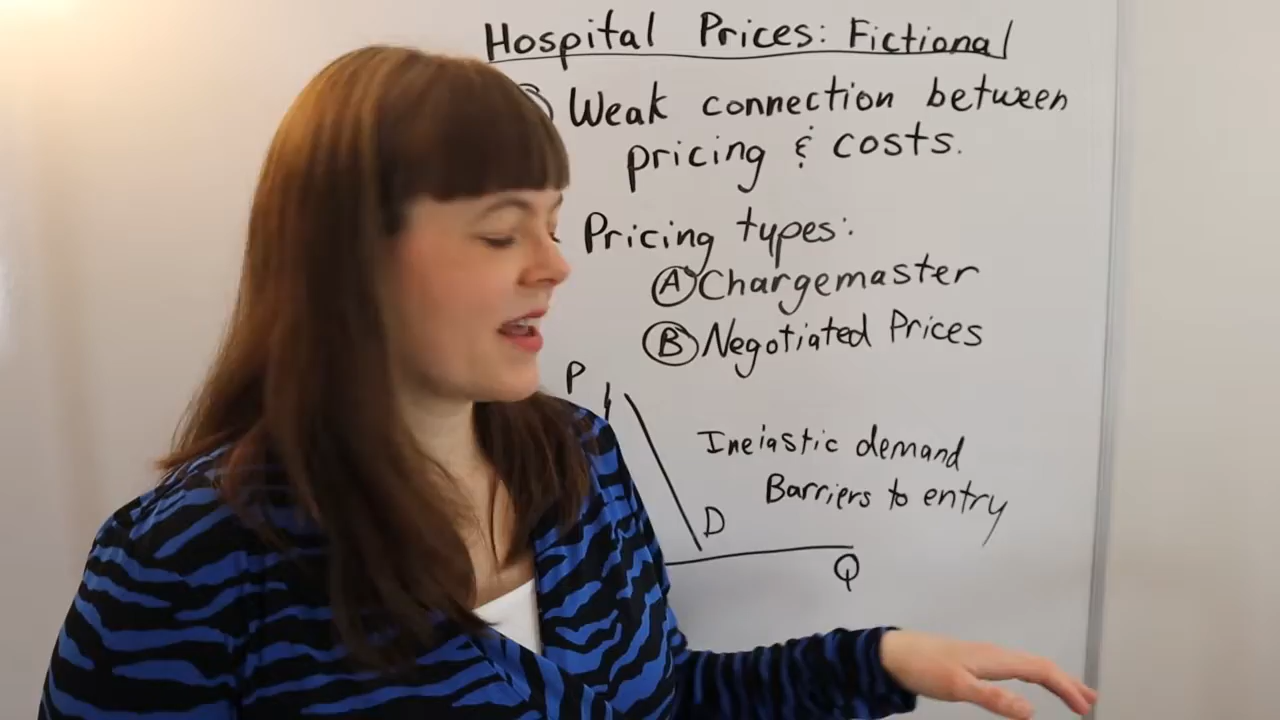 Hospital Prices: Fictional
Weak connection between
pricing & costs.
Pricing types:
A Chargemaster
B Negotiated Prices
P
Inelastic demand
Barriers to entry
D
Q